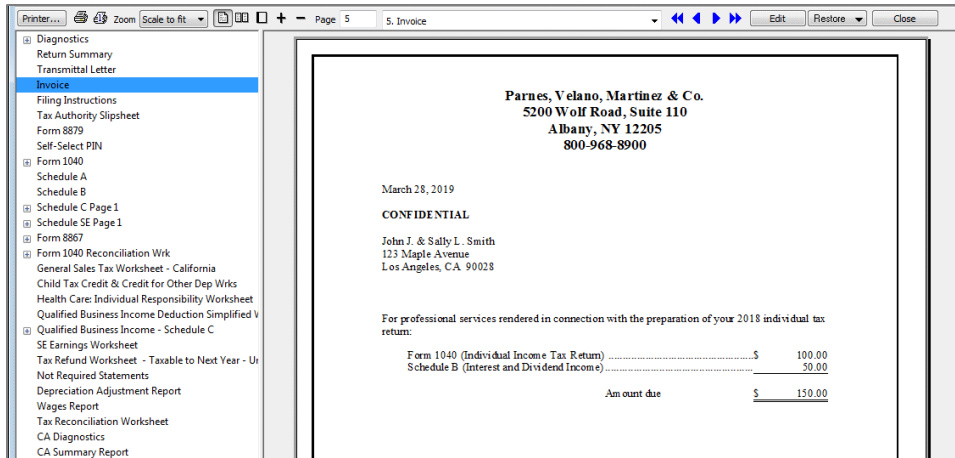 Printer... Zoom Scale to fit Page 5 5. Invoice Edit Restore Close
Diagnostics
Return Summary
Transmittal Letter
Invoice
Filing Instructions
Tax Authority Slipsheet
Form 8879
Self-Select PIN
Form 1040
Schedule A
Schedule B
Schedule C Page 1
Schedule SE Page 1
Form 8867
Form 1040 Reconciliation Wrk
General Sales Tax Worksheet - California
Child Tax Credit & Credit for Other Dep Wrks
Health Care: Individual Responsibility Worksheet
Qualified Business Income Deduction Simplified
Qualified Business Income - Schedule C
SE Earnings Worksheet
Tax Refund Worksheet - Taxable to Next Year -
Not Required Statements
Depreciation Adjustment Report
Wages Report
Tax Reconciliation Worksheet
CA Diagnostics
CA Summary Report
Parnes, Velano, Martinez & Co.
5200 Wolf Road, Suite 110
Albany, NY 12205
800-968-8900
March 28, 2019
CONFIDENTIAL
John J. & Sally L. Smith
123 Maple Avenue
Los Angeles, CA 90028
For professional services rendered in connection with the preparation of your 2018 individual tax
return:
Form 1040 (Individual Income Tax Return) ..................................................$ 100.00
Schedule B (Interest and Dividend Income) .................................................. 50.00
Amount due $ 150.00